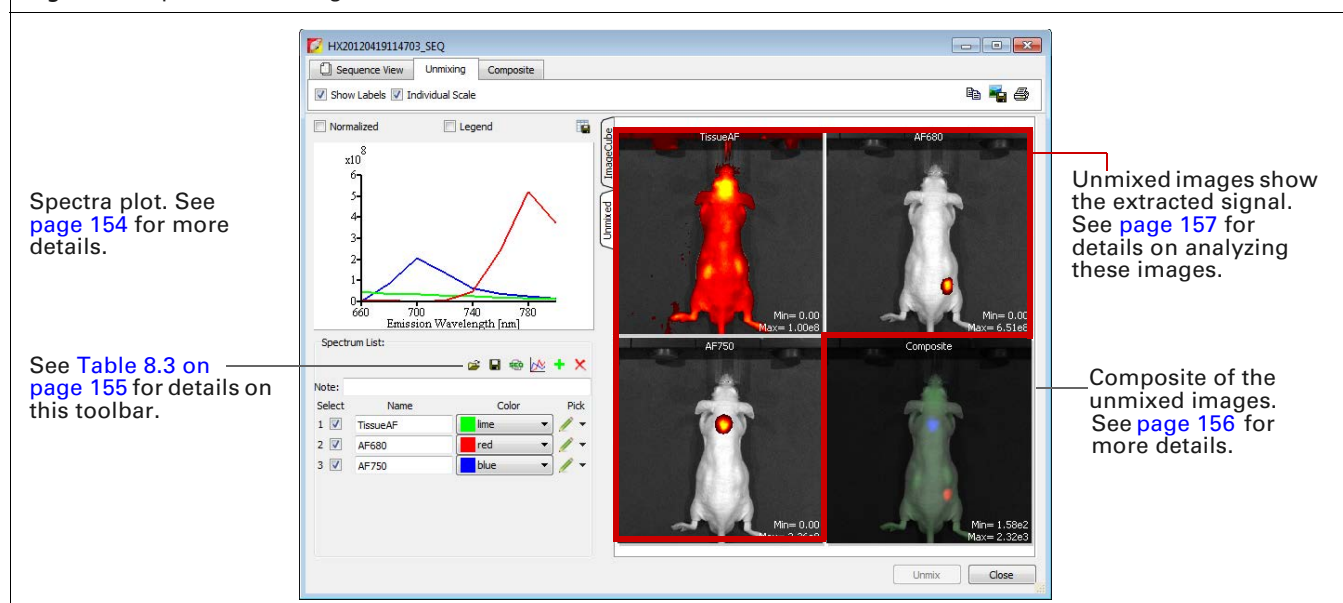 HX20120419114703_SEQ
Sequence View Unmixing Composite
Show Labels Individual Scale
Normalized Legend
x10 8
6
5
4
3
2
1
0
660 700 740 780
Emission Wavelength [nm]
Spectrum List:
Note:
Select Name Color Pick
1 TissueAF lime
2 AF680 red
3 AF750 blue
ImageCube
Unmixed
TissueAF
Min= 0.00
Max= 1.00e8
AF680
Min= 0.00
Max= 6.51e8
AF750
Min= 0.00
Composite
Min= 1.58e2
Max= 2.32e3
Unmix Close
Spectra plot. See
page 154 for more
details.
See Table 8.3 on
page 155 for details on
this toolbar.
Unmixed images show
the extracted signal.
See page 157 for
details on analyzing
these images.
Composite of the
unmixed images.
See page 156 for
more details.